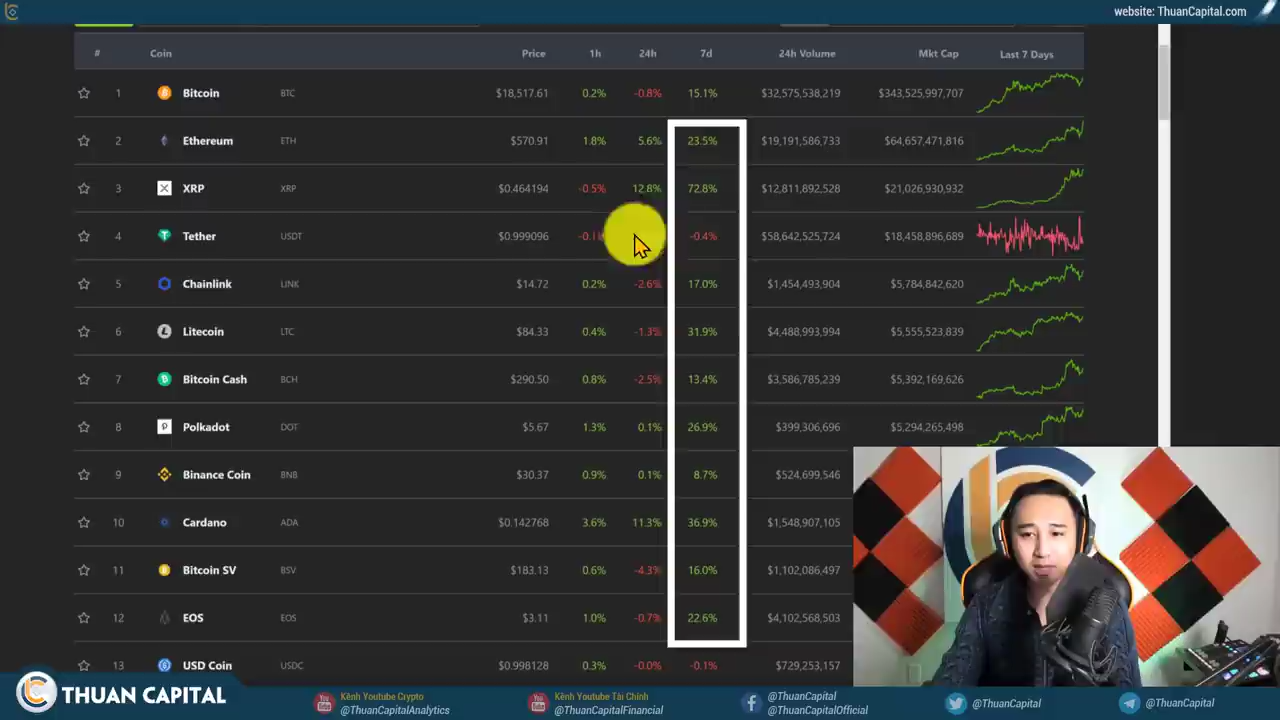 website: ThuanCapital.com
# Coin Price 1h 24h 7d 24h Volume Mkt Cap Last 7 Days
1 Bitcoin BTC $18,517.61 0.2% -0.8% 15.1% $32,575,538,219 $343,525,997,707
2 Ethereum ETH $570.91 1.8% 5.6% 23.5% $19,191,586,733 $64,657,471,816
3 XRP XRP $0.464194 -0.5% 12.8% 72.8% $12,811,892,528 $21,026,930,932
4 Tether USDT $0.999096 -0.4% $58,642,525,724 $18,458,896,689
5 Chainlink LINK $14.72 0.2% -2.6% 17.0% $1,454,493,904 $5,784,842,620
6 Litecoin LTC $84.33 0.4% -1.3% 31.9% $4,488,993,994 $5,555,523,839
7 Bitcoin Cash BCH $290.50 0.8% -2.5% 13.4% $3,586,785,239 $5,392,169,626
8 Polkadot DOT $5.67 1.3% 0.1% 26.9% $399,306,696 $5,294,265,498
9 Binance Coin BNB $30.37 0.9% 0.1% 8.7% $524,699,546
10 Cardano ADA $0.142768 3.6% 11.3% 36.9% $1,548,907,105
11 Bitcoin SV BSV $183.13 0.6% -4.3% 16.0% $1,102,086,497
12 EOS EOS $3.11 1.0% -0.7% 22.6% $4,102,568,503
13 USD Coin USDC $0.998128 0.3% -0.0% -0.1% $729,253,157
THUAN CAPITAL
Kênh Youtube Crypto
@ThuanCapitalAnalytics
Kênh Youtube Tài Chính
@ThuanCapitalFinancial
@ThuanCapital
@ThuanCapitalOfficial
@ThuanCapital
@ThuanCapital